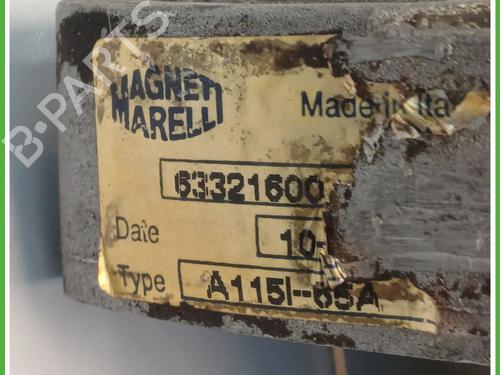 B-PARTS
MAGNETI
MARELLI
Made in Ita
63321600
Date 10-
Type A115I-65A